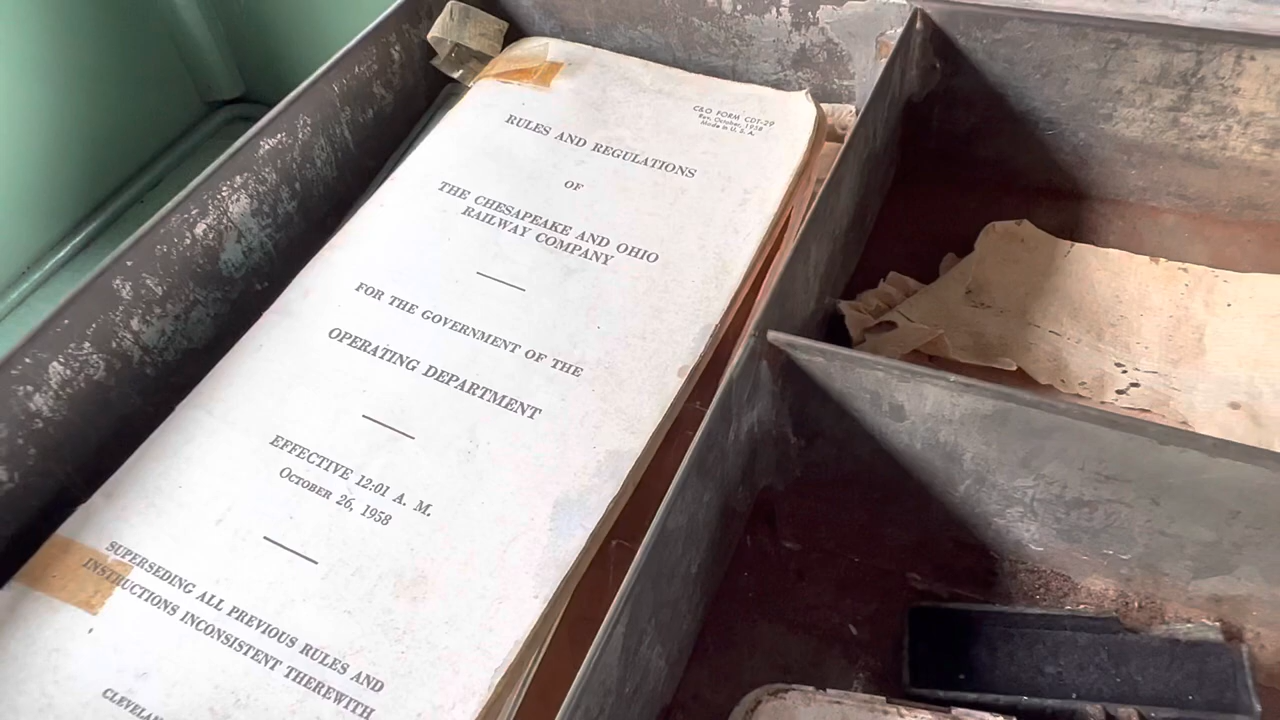 C&O FORM CDT-29
Rev. October, 1958
Made in U. S. A.
RULES AND REGULATIONS
OF
THE CHESAPEAKE AND OHIO
RAILWAY COMPANY
FOR THE GOVERNMENT OF THE
OPERATING DEPARTMENT
EFFECTIVE 12:01 A. M.
OCTOBER 26, 1958
SUPERSEDING ALL PREVIOUS RULES AND
INSTRUCTIONS INCONSISTENT THEREWITH
CLEVELAN